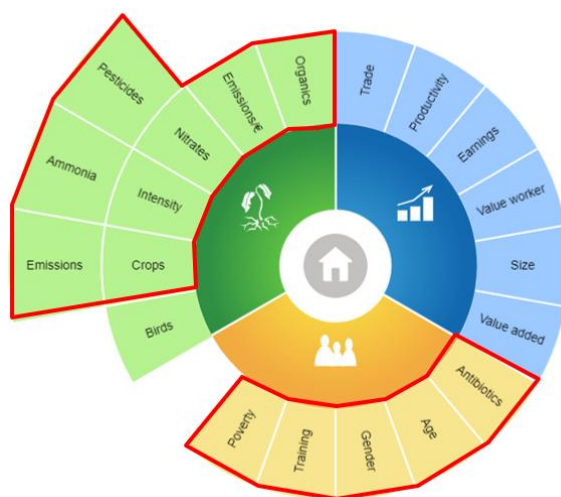 Pesticides
Emissions/€
Organics
Trade
Productivity
Nitrates
Earnings
Ammonia
Intensity
Value worker
Emissions
Crops
Size
Birds
Value added
Antibiotics
Poverty
Training
Gender
Age